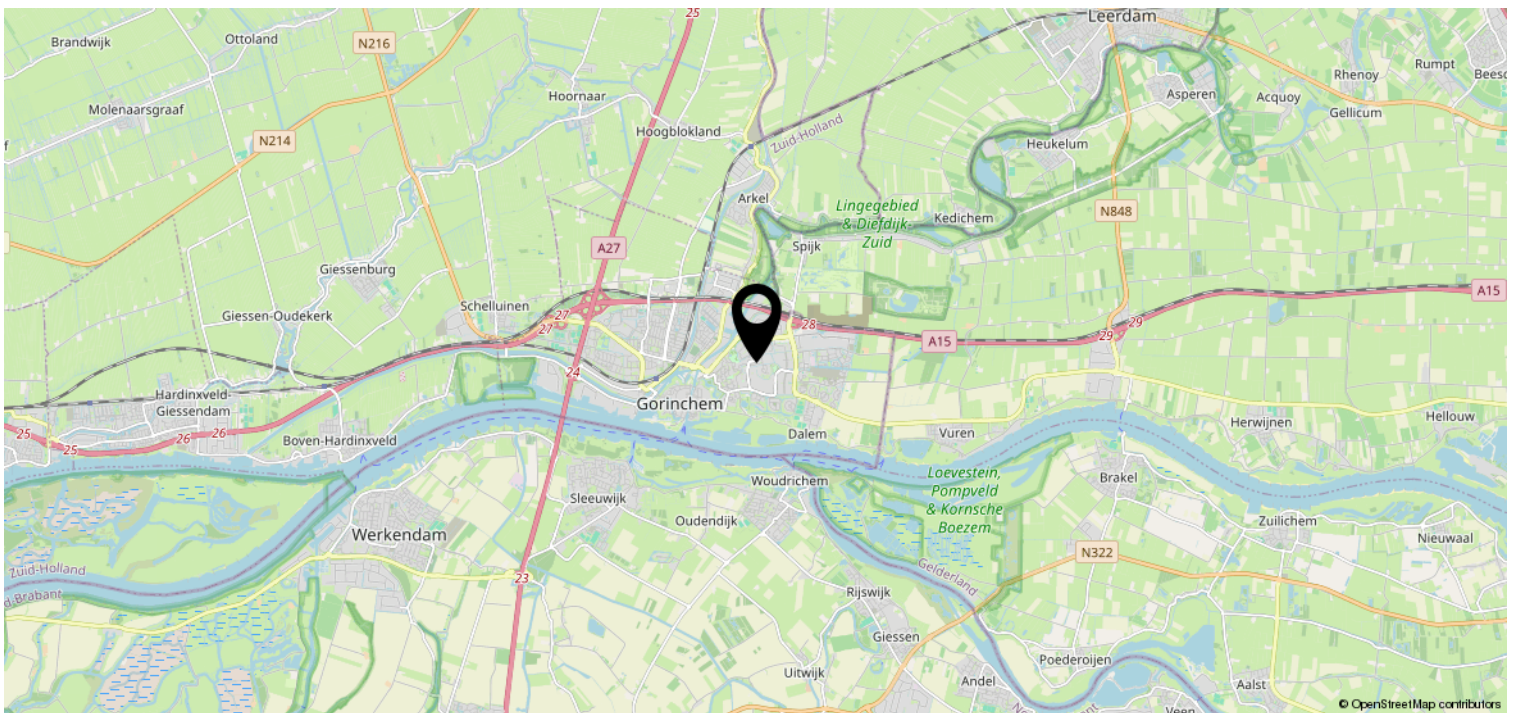 25
Leerdam
Brandwijk
Ottoland
N216
Rhenoy
Rumpt
Beesd
Molenaarsgraaf
Hoornaar
Asperen
Acquoy
Gellicum
Hoogblokland
Zuid-Holland
Heukelum
N214
Arkel
Lingegebied
& Diefdijk-
Zuid
Kedichem
N848
Spijk
A27
Giessenburg
A15
Schelluinen
Giessen-Oudekerk
27
27
28
29
29
A15
24
Hardinxveld-
Giessendam
Gorinchem
25
25
26
26
Boven-Hardinxveld
Dalem
Vuren
Herwijnen
Hellouw
Woudrichem
Loevestein,
Pompveld
& Kornsche
Boezem
Brakel
Sleeuwijk
Oudendijk
Zuilichem
Werkendam
Nieuwaal
N322
Zuid-Holland
d-Brabant
23
Gelderland
Rijswijk
Giessen
Uitwijk
Andel
Poederoijen
Aalst
Veen
© OpenStreetMap contributors